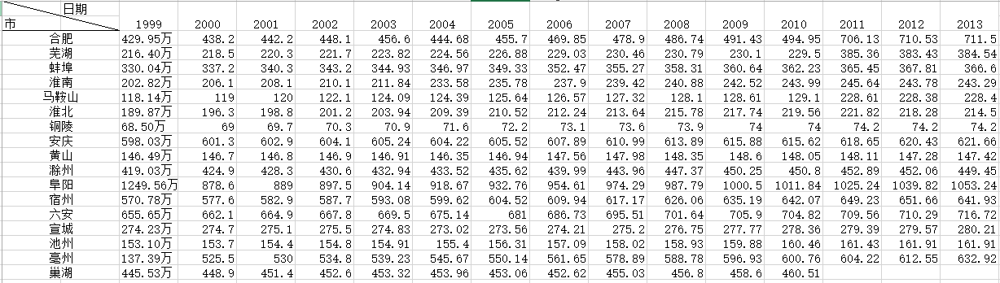 日期
市 1999 2000 2001 2002 2003 2004 2005 2006 2007 2008 2009 2010 2011 2012 2013
合肥 429.95万 438.2 442.2 448.1 456.6 444.68 455.7 469.85 478.9 486.74 491.43 494.95 706.13 710.53 711.5
芜湖 216.40万 218.5 220.3 221.7 223.82 224.56 226.88 229.03 230.46 230.79 230.1 229.5 385.36 383.43 384.54
蚌埠 330.04万 337.2 340.3 343.2 344.93 346.97 349.33 352.47 355.27 358.31 360.64 362.23 365.45 367.81 366.6
淮南 202.82万 206.1 208.1 210.1 211.84 233.58 235.78 237.9 239.42 240.88 242.52 243.99 245.64 243.78 243.29
马鞍山 118.14万 119 120 122.1 124.09 124.39 125.64 126.57 127.32 128.1 128.61 129.1 228.61 228.38 228.4
淮北 189.87万 196.3 198.8 201.2 203.94 209.39 210.52 212.24 213.64 215.78 217.74 219.56 221.82 218.28 214.5
铜陵 68.50万 69 69.7 70.3 70.9 71.6 72.2 73.1 73.6 73.9 74 74 74.2 74.2 74.2
安庆 598.03万 601.3 602.9 604.1 605.24 604.22 605.52 607.89 610.99 613.89 615.88 615.62 618.65 620.43 621.66
黄山 146.49万 146.7 146.8 146.9 146.91 146.35 146.94 147.56 147.98 148.35 148.6 148.05 148.11 147.28 147.42
滁州 419.03万 424.9 428.3 430.6 432.94 433.52 435.62 439.99 443.96 447.37 450.25 450.8 452.89 452.06 449.45
阜阳 1249.56万 878.6 889 897.5 904.14 918.67 932.76 954.61 974.29 987.79 1000.5 1011.84 1025.24 1039.82 1053.24
宿州 570.78万 577.6 582.9 587.7 593.08 599.62 604.52 609.94 617.17 626.06 635.19 642.07 649.23 651.66 641.93
六安 655.65万 662.1 664.9 667.8 669.5 675.14 681 686.73 695.51 701.64 705.9 704.82 709.56 710.29 716.72
宣城 274.23万 274.7 275.1 275.5 274.83 273.02 273.56 274.21 275.2 276.75 277.77 278.36 279.39 279.57 280.21
池州 153.10万 153.7 154.4 154.8 154.91 155.4 156.31 157.09 158.02 158.93 159.88 160.46 161.43 161.91 161.91
亳州 137.39万 525.5 530 534.8 539.23 545.67 550.14 561.65 578.89 588.78 596.93 600.76 604.22 612.55 632.92
巢湖 445.53万 448.9 451.4 452.6 453.32 453.96 453.06 452.62 455.03 456.8 458.6 460.51